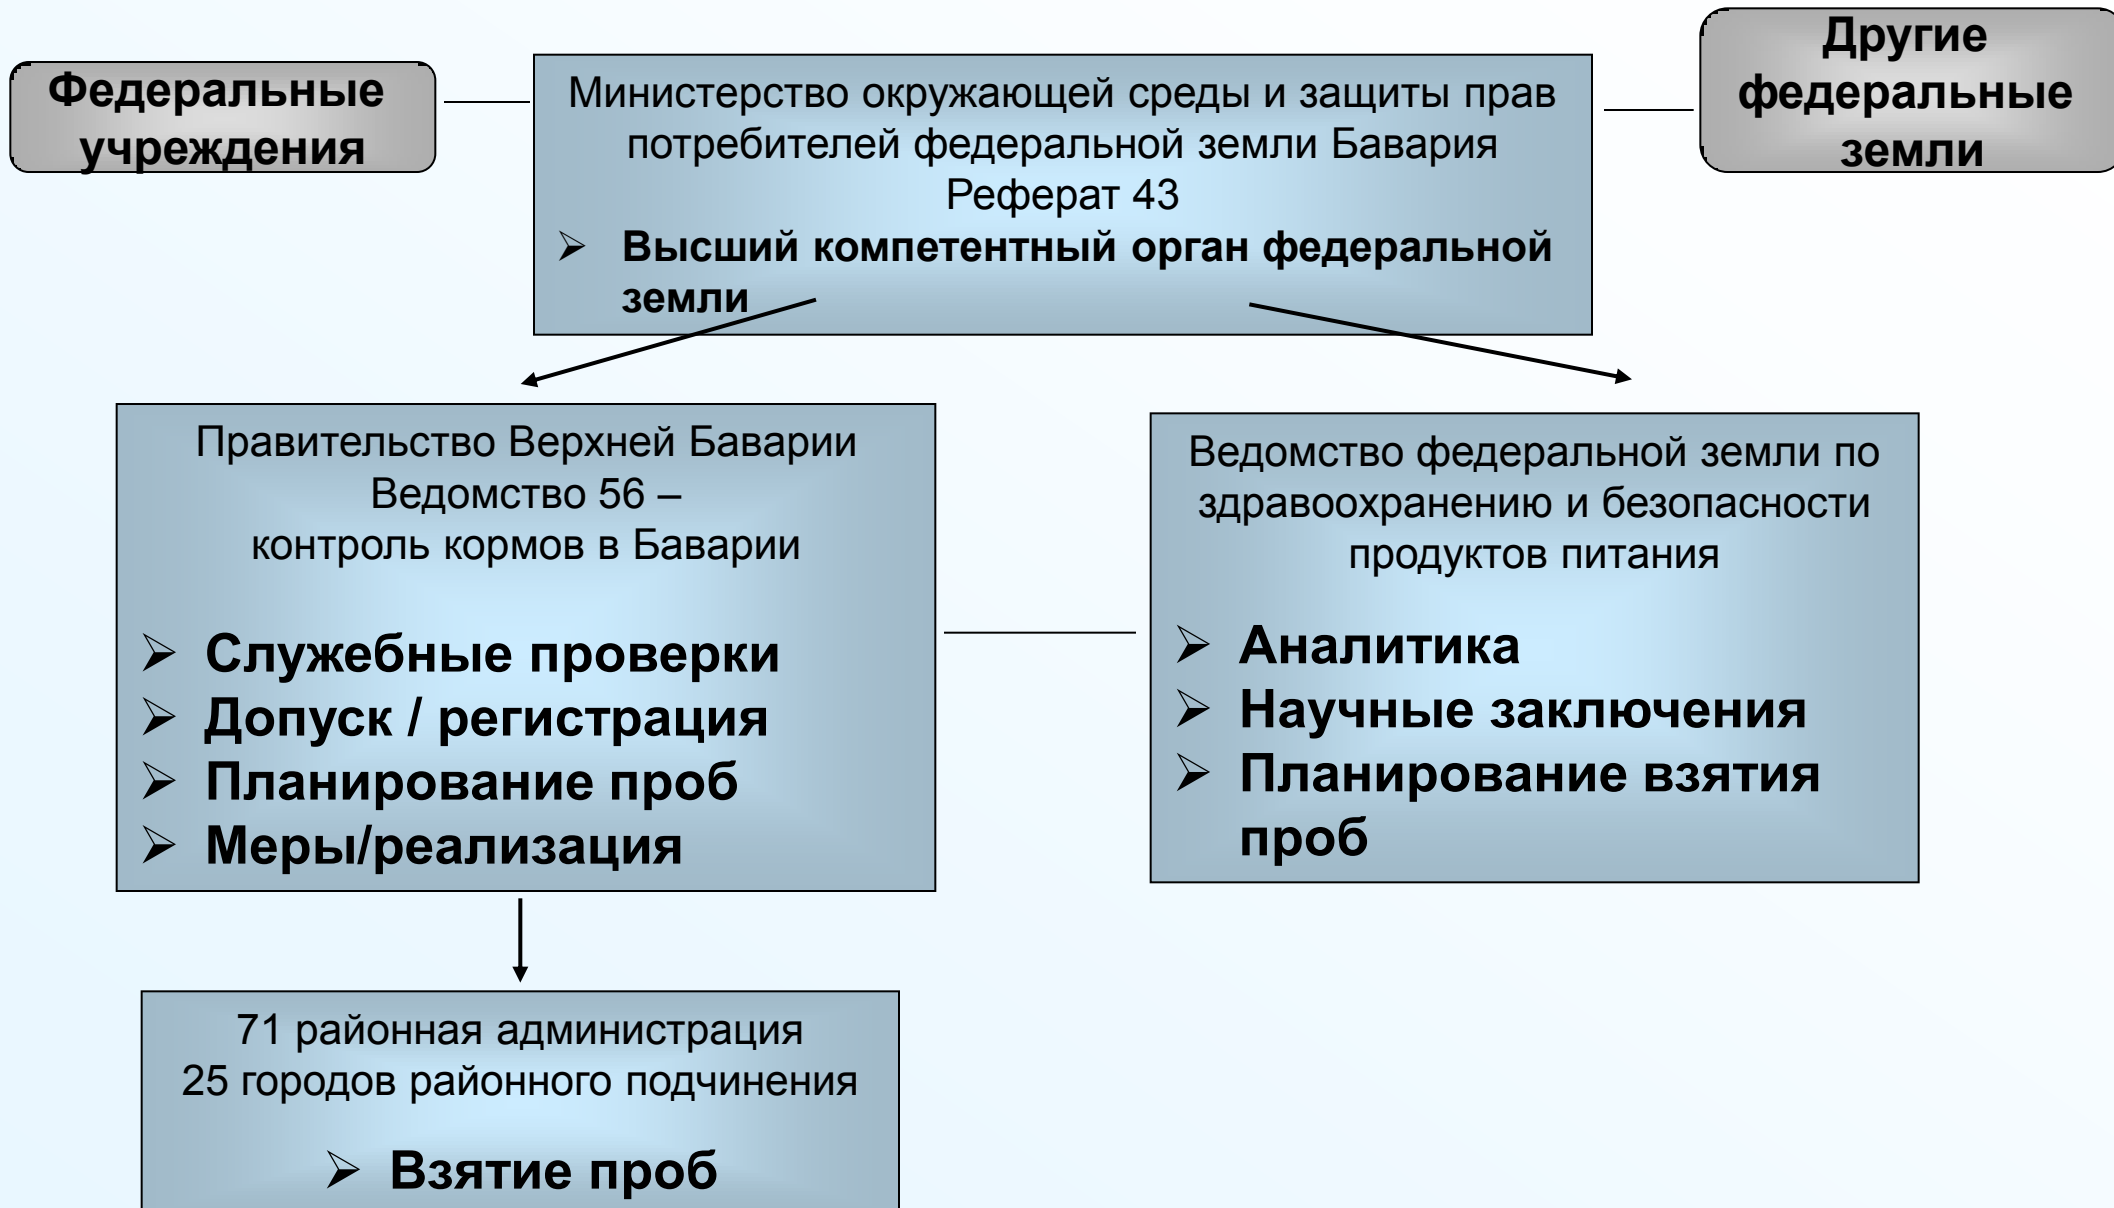 Федеральные
учреждения
Министерство окружающей среды и защиты прав
потребителей федеральной земли Бавария
Реферат 43
➢ Высший компетентный орган федеральной
земли
Другие
федеральные
земли
Правительство Верхней Баварии
Ведомство 56 –
контроль кормов в Баварии
➢ Служебные проверки
➢ Допуск / регистрация
➢ Планирование проб
➢ Меры/реализация
Ведомство федеральной земли по
здравоохранению и безопасности
продуктов питания
➢ Аналитика
➢ Научные заключения
➢ Планирование взятия
проб
71 районная администрация
25 городов районного подчинения
➢ Взятие проб